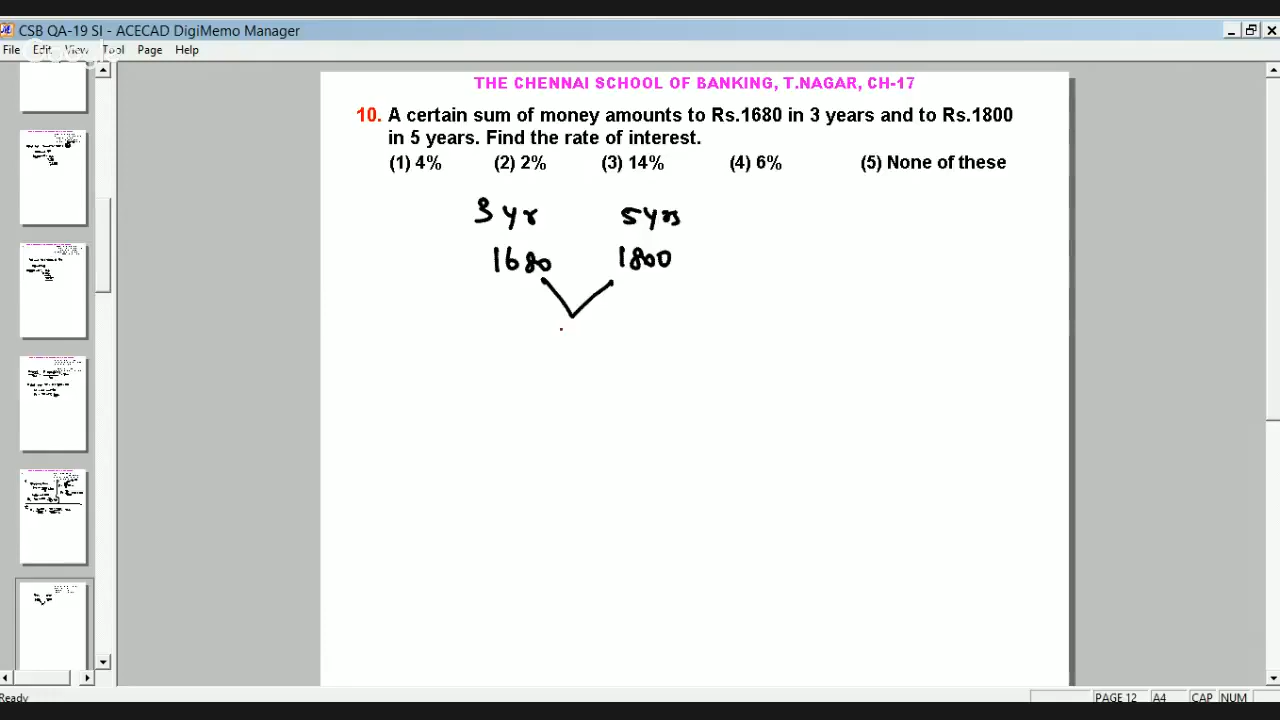 CSB QA-19 SI - ACECAD DigiMemo Manager
File Edit View Tool Page Help
THE CHENNAI SCHOOL OF BANKING, T.NAGAR, CH-17
10. A certain sum of money amounts to Rs.1680 in 3 years and to Rs.1800
in 5 years. Find the rate of interest.
(1) 4% (2) 2% (3) 14% (4) 6% (5) None of these
3 yr 5 yrs
1680 1800
Ready PAGE 12 A4 CAP NUM